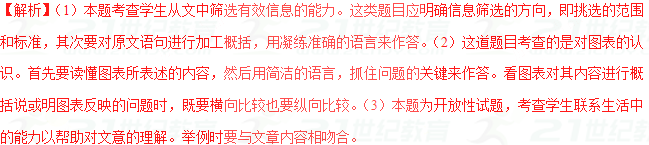 【解析】（1）本题考查学生从文中筛选有效信息的能力。这类题目应明确信息筛选的方向，即挑选的范围
和标准，其次要对原文语句进行加工概括，用凝练准确的语言来作答。（2）这道题目考查的是对图表的认
识。首先要读懂图表所表述的内容，然后用简洁的语言，抓住问题的关键来作答。看图表对其内容进行概
括说或明图表反映的问题时，既要横向比较也要纵向比较。（3）本题为开放性试题，考查学生联系生活中
的能力以帮助对文意的理解。举例时要与文章内容相吻合。